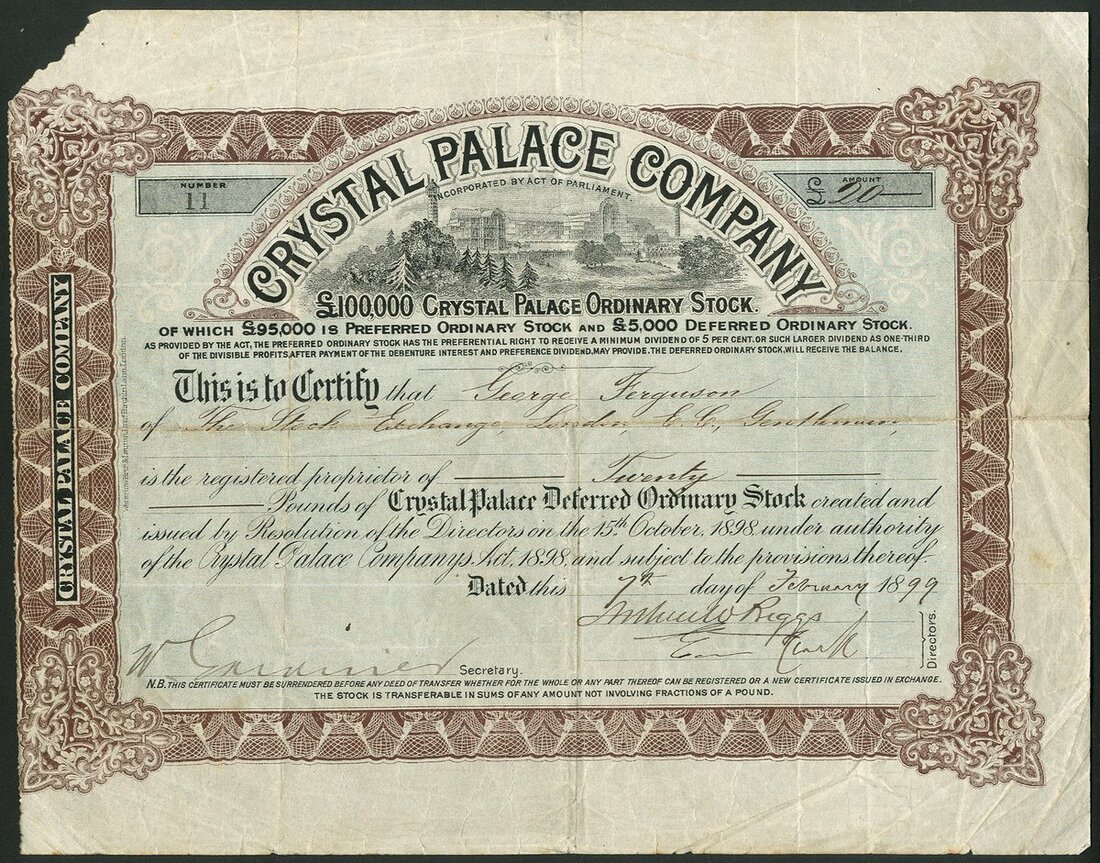 NUMBER
11
AMOUNT
£ 20
CRYSTAL PALACE COMPANY
INCORPORATED BY ACT OF PARLIAMENT.
£100,000 CRYSTAL PALACE ORDINARY STOCK.
OF WHICH £95,000 IS PREFERRED ORDINARY STOCK AND £5,000 DEFERRED ORDINARY STOCK.
AS PROVIDED BY THE ACT, THE PREFERRED ORDINARY STOCK HAS THE PREFERENTIAL RIGHT TO RECEIVE A MINIMUM DIVIDEND OF 5 PER CENT. OR SUCH LARGER DIVIDEND AS ONE-THIRD
OF THE DIVISIBLE PROFITS, AFTER PAYMENT OF THE DEBENTURE INTEREST AND PREFERENCE DIVIDEND, MAY PROVIDE. THE DEFERRED ORDINARY STOCK, WILL RECEIVE THE BALANCE.
This is to Certify that George Ferguson
of The Stock Exchange, London, E.C., Gentleman,
is the registered proprietor of Twenty
Pounds of Crystal Palace Deferred Ordinary Stock created and
issued by Resolution of the Directors on the 15th October, 1898, under authority
of the Crystal Palace Companys Act, 1898, and subject to the provisions thereof.
Dated this 7th day of February 1899
W Gardiner Secretary.
Directors.
N.B. THIS CERTIFICATE MUST BE SURRENDERED BEFORE ANY DEED OF TRANSFER WHETHER FOR THE WHOLE OR ANY PART THEREOF CAN BE REGISTERED OR A NEW CERTIFICATE ISSUED IN EXCHANGE.
THE STOCK IS TRANSFERABLE IN SUMS OF ANY AMOUNT NOT INVOLVING FRACTIONS OF A POUND.
CRYSTAL PALACE COMPANY